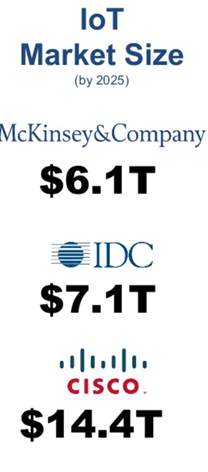 IoT
Market Size
(by 2025)
McKinsey&Company
$6.1T
IDC
$7.1T
CISCO.
$14.4T